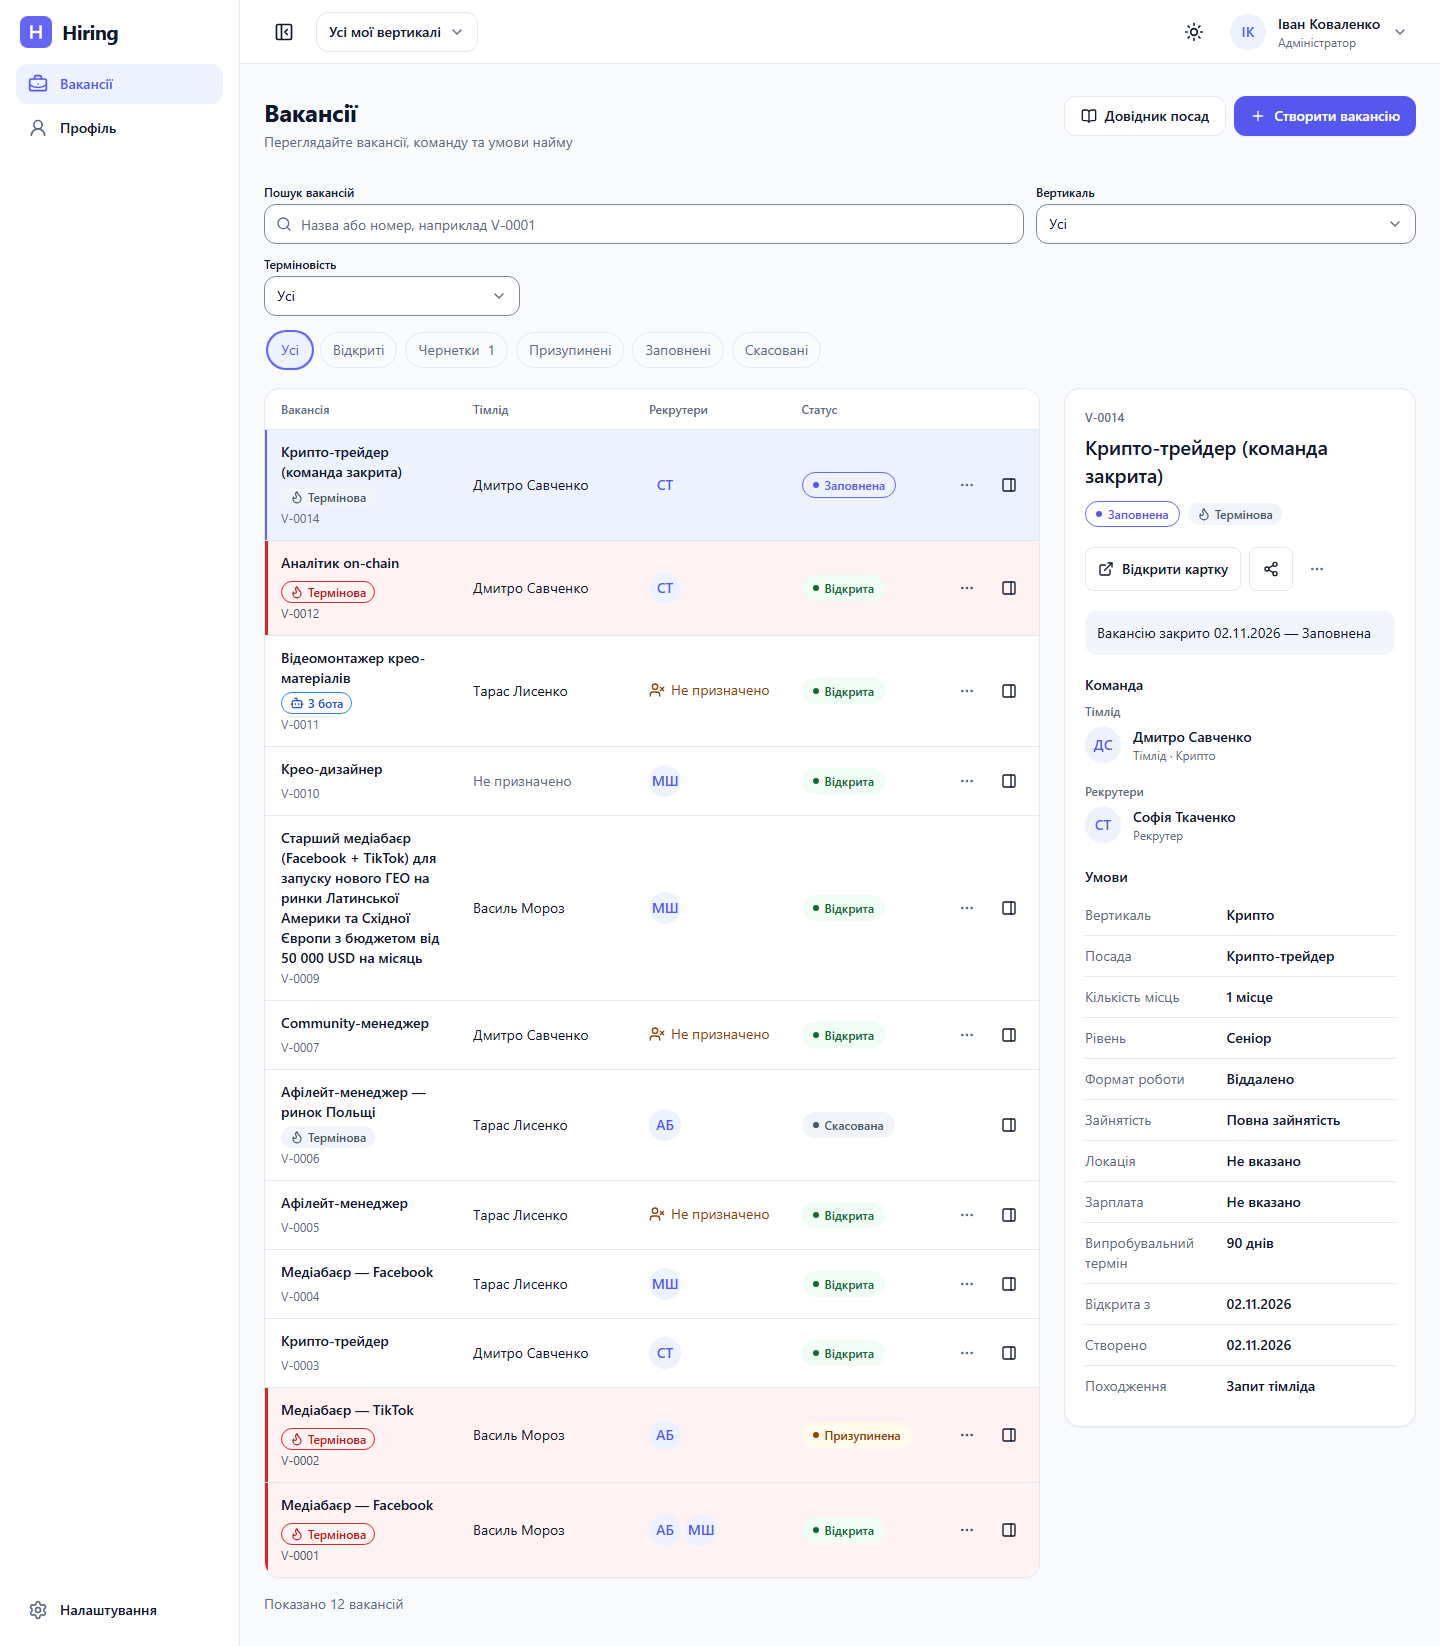 H Hiring
Вакансії
Профіль
Налаштування
Усі мої вертикалі
ІК
Іван Коваленко
Адміністратор
Вакансії
Переглядайте вакансії, команду та умови найму
Довідник посад
Створити вакансію
Пошук вакансій
Назва або номер, наприклад V-0001
Вертикаль
Усі
Терміновість
Усі
Усі
Відкриті
Чернетки 1
Призупинені
Заповнені
Скасовані
Вакансія Тімлід Рекрутери Статус
Крипто-трейдер
(команда закрита)
Термінова
V-0014
Дмитро Савченко
СТ
Заповнена
Аналітик on-chain
Термінова
V-0012
Дмитро Савченко
СТ
Відкрита
Відеомонтажер крео-
матеріалів
3 бота
V-0011
Тарас Лисенко
Не призначено
Відкрита
Крео-дизайнер
V-0010
Не призначено
МШ
Відкрита
Старший медіабаєр
(Facebook + TikTok) для
запуску нового ГЕО на
ринки Латинської
Америки та Східної
Європи з бюджетом від
50 000 USD на місяць
V-0009
Василь Мороз
МШ
Відкрита
Community-менеджер
V-0007
Дмитро Савченко
Не призначено
Відкрита
Афілейт-менеджер —
ринок Польщі
Термінова
V-0006
Тарас Лисенко
АБ
Скасована
Афілейт-менеджер
V-0005
Тарас Лисенко
Не призначено
Відкрита
Медіабаєр — Facebook
V-0004
Тарас Лисенко
МШ
Відкрита
Крипто-трейдер
V-0003
Дмитро Савченко
СТ
Відкрита
Медіабаєр — TikTok
Термінова
V-0002
Василь Мороз
АБ
Призупинена
Медіабаєр — Facebook
Термінова
V-0001
Василь Мороз
АБ МШ
Відкрита
Показано 12 вакансій
V-0014
Крипто-трейдер (команда
закрита)
Заповнена
Термінова
Відкрити картку
Вакансію закрито 02.11.2026 — Заповнена
Команда
Тімлід
ДС
Дмитро Савченко
Тімлід · Крипто
Рекрутери
СТ
Софія Ткаченко
Рекрутер
Умови
Вертикаль Крипто
Посада Крипто-трейдер
Кількість місць 1 місце
Рівень Сеніор
Формат роботи Віддалено
Зайнятість Повна зайнятість
Локація Не вказано
Зарплата Не вказано
Випробувальний
термін
90 днів
Відкрита з 02.11.2026
Створено 02.11.2026
Походження Запит тімліда